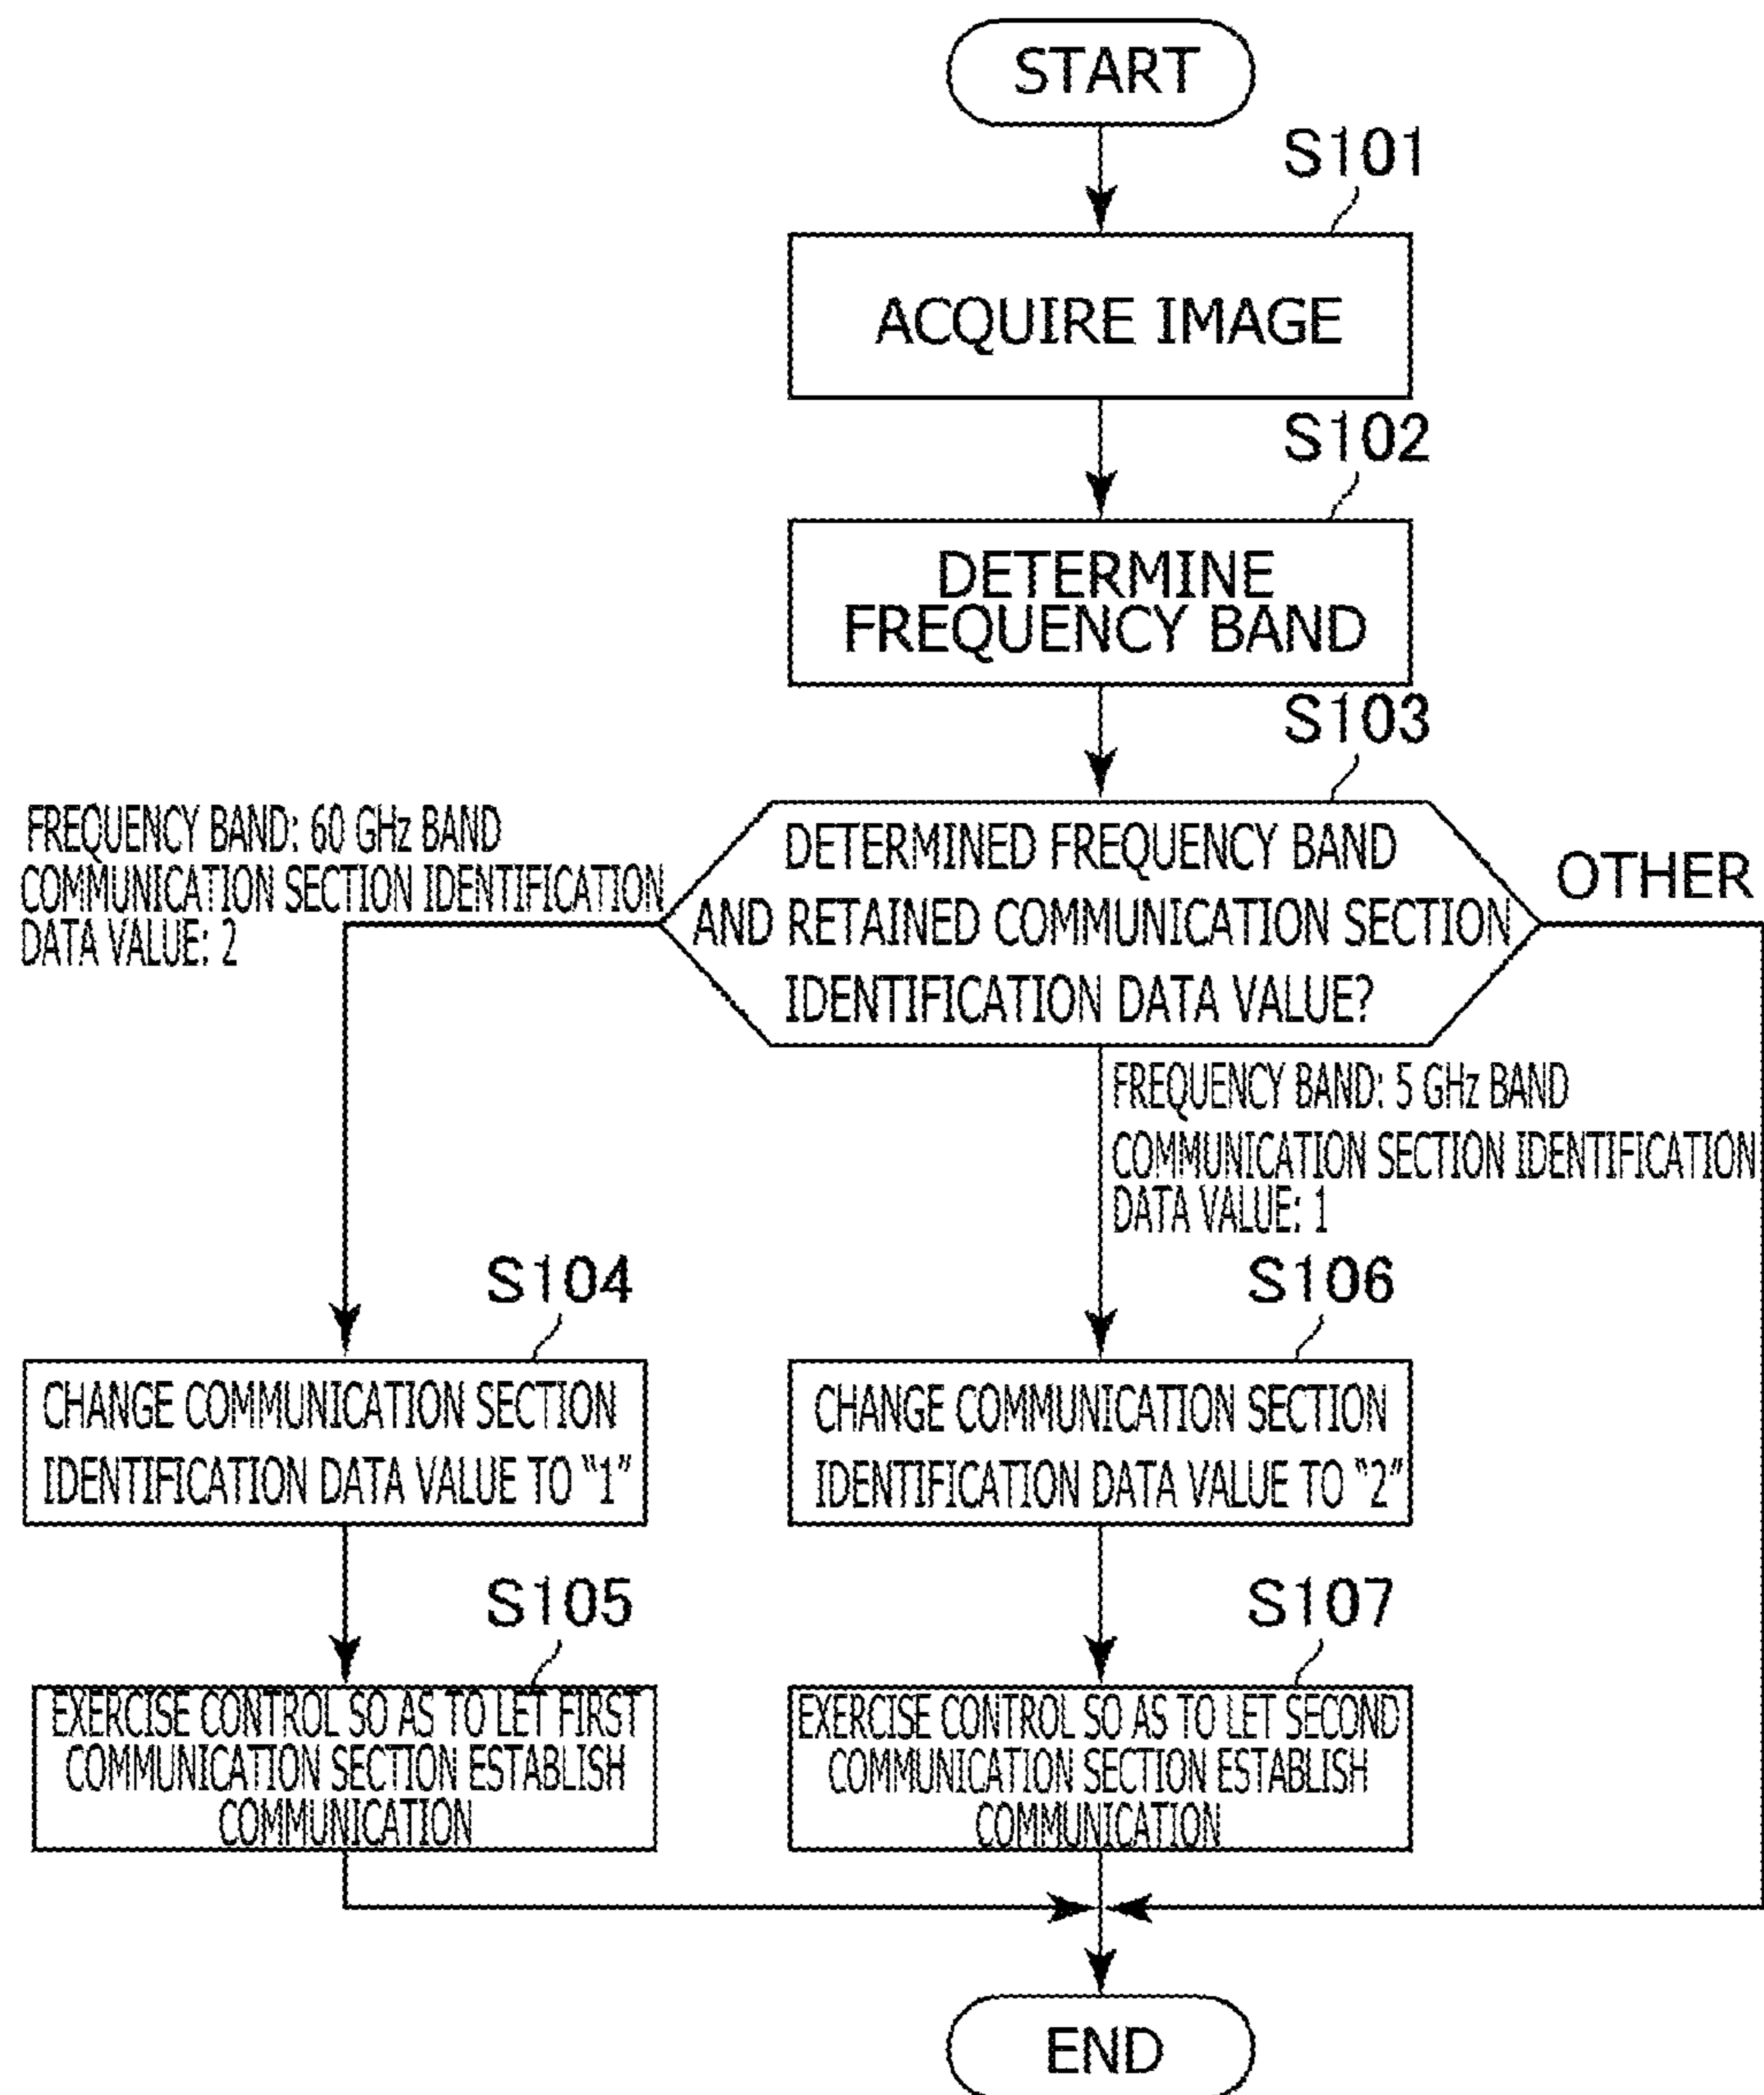 START
S101
ACQUIRE IMAGE
S102
DETERMINE
FREQUENCY BAND
S103
FREQUENCY BAND: 60 GHz BAND
COMMUNICATION SECTION IDENTIFICATION
DATA VALUE: 2
DETERMINED FREQUENCY BAND
AND RETAINED COMMUNICATION SECTION
IDENTIFICATION DATA VALUE?
OTHER
FREQUENCY BAND: 5 GHz BAND
COMMUNICATION SECTION IDENTIFICATION
DATA VALUE: 1
S104
CHANGE COMMUNICATION SECTION
IDENTIFICATION DATA VALUE TO “1”
S106
CHANGE COMMUNICATION SECTION
IDENTIFICATION DATA VALUE TO “2”
S105
EXERCISE CONTROL SO AS TO LET FIRST
COMMUNICATION SECTION ESTABLISH
COMMUNICATION
S107
EXERCISE CONTROL SO AS TO LET SECOND
COMMUNICATION SECTION ESTABLISH
COMMUNICATION
END